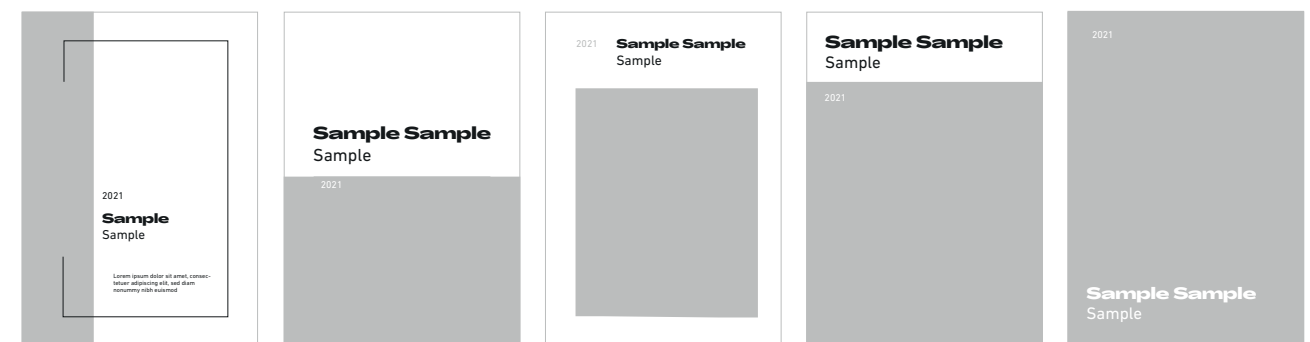 2021
Sample
Sample
Lorem ipsum dolor sit amet, consec-
tetuer adipiscing elit, sed diam
nonummy nibh euismod
Sample Sample
Sample
2021
2021
Sample Sample
Sample
Sample Sample
Sample
2021
2021
Sample Sample
Sample